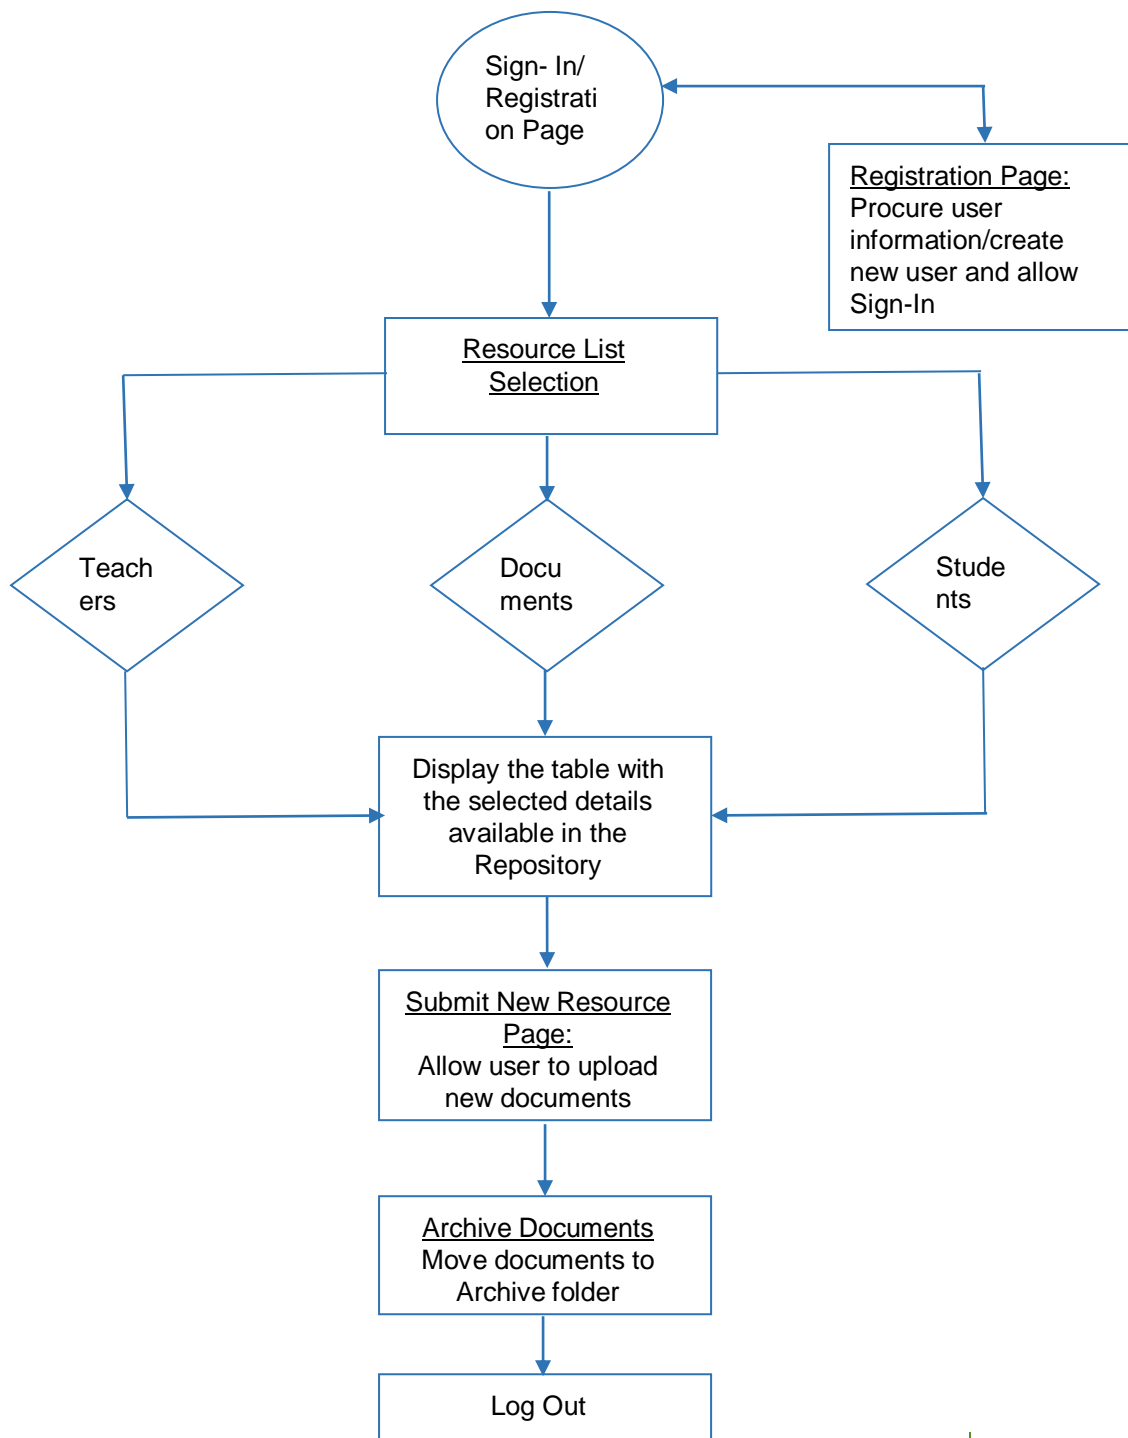 Sign- In/
Registrati
on Page
Registration Page:
Procure user
information/create
new user and allow
Sign-In
Resource List
Selection
Teach
ers
Docu
ments
Stude
nts
Display the table with
the selected details
available in the
Repository
Submit New Resource
Page:
Allow user to upload
new documents
Archive Documents
Move documents to
Archive folder
Log Out